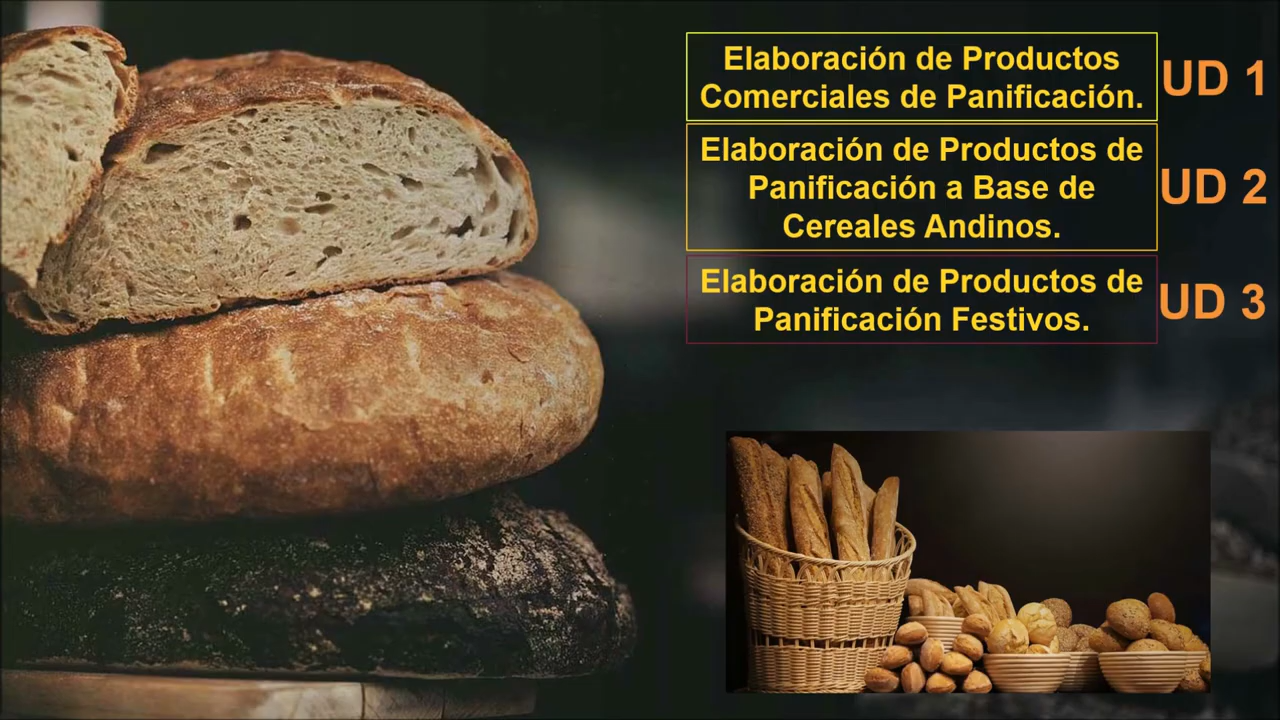 Elaboración de Productos
Comerciales de Panificación.
UD 1
Elaboración de Productos de
Panificación a Base de
Cereales Andinos.
UD 2
Elaboración de Productos de
Panificación Festivos.
UD 3